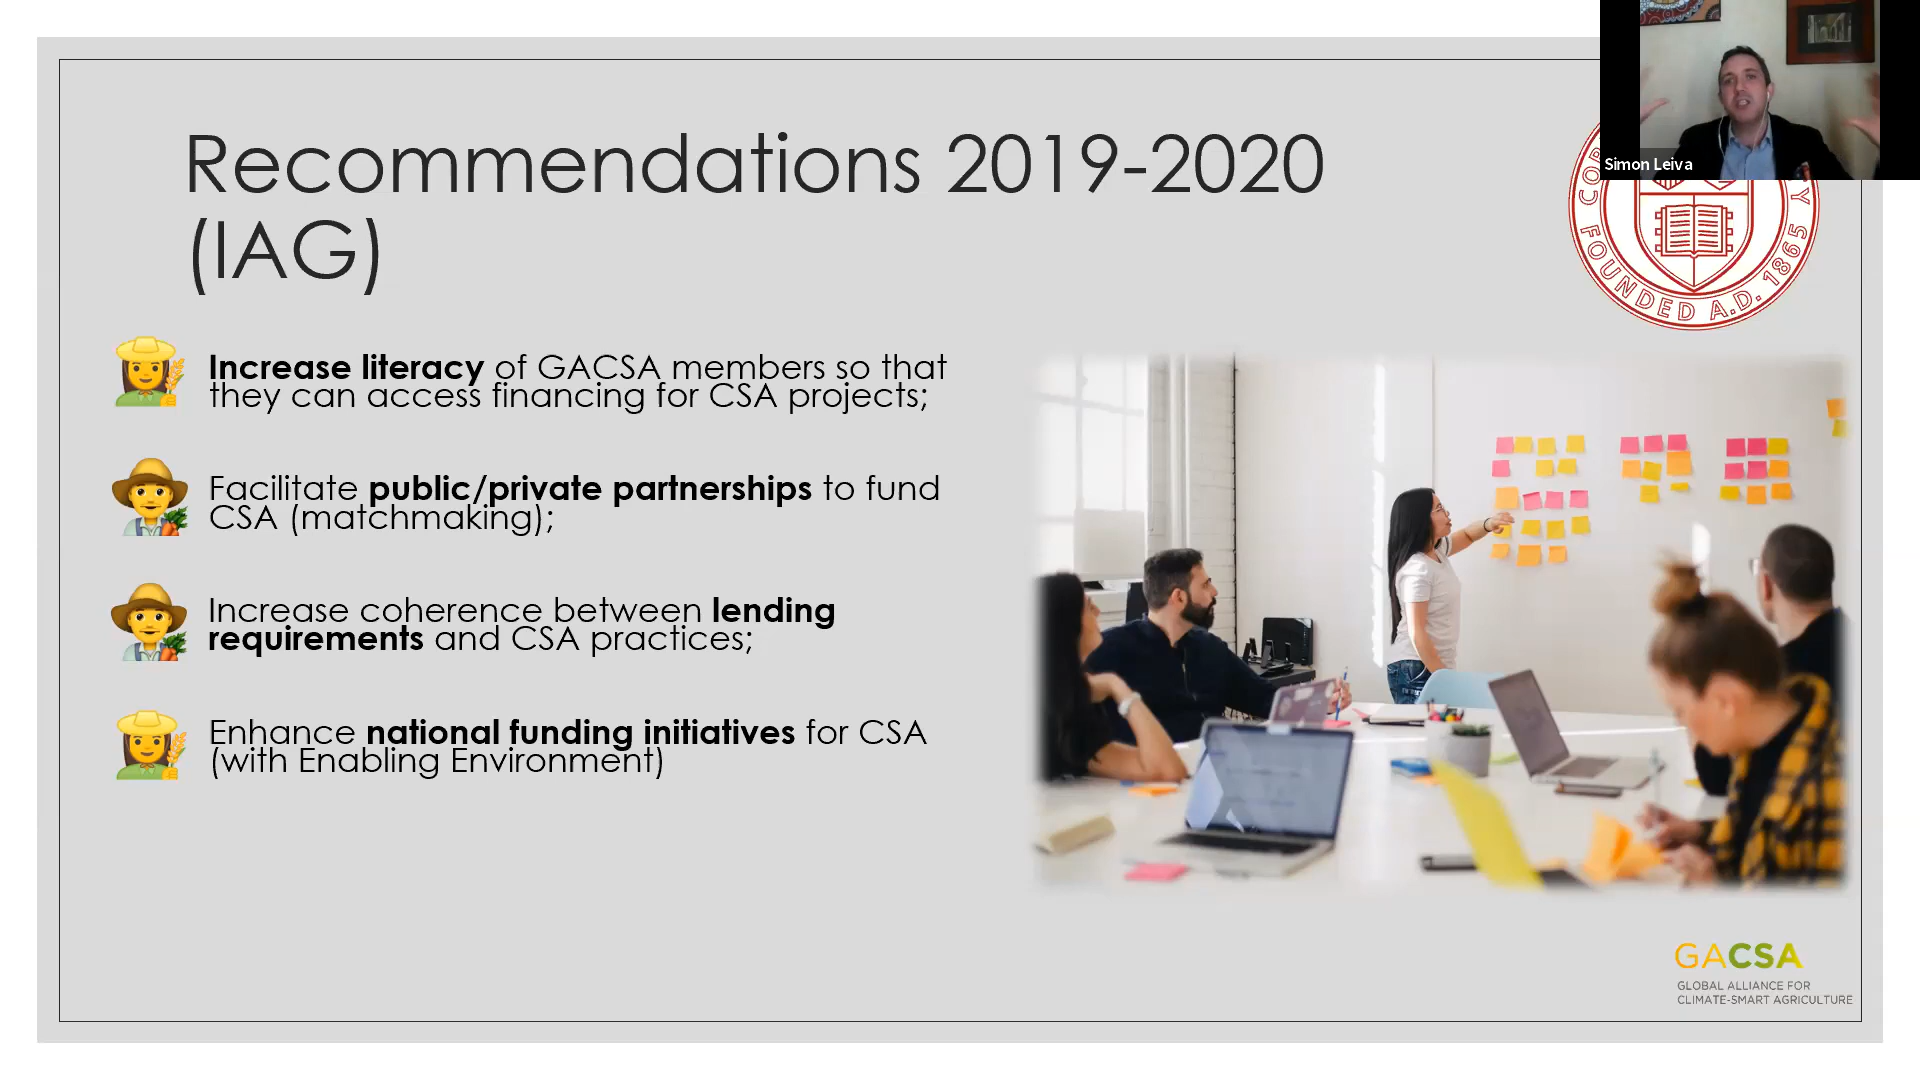 Simon Leiva
Recommendations 2019-2020
(IAG)
FOUNDED A.D. 1865
Increase literacy of GACSA members so that
they can access financing for CSA projects;
Facilitate public/private partnerships to fund
CSA (matchmaking);
Increase coherence between lending
requirements and CSA practices;
Enhance national funding initiatives for CSA
(with Enabling Environment)
GACSA
GLOBAL ALLIANCE FOR
CLIMATE-SMART AGRICULTURE